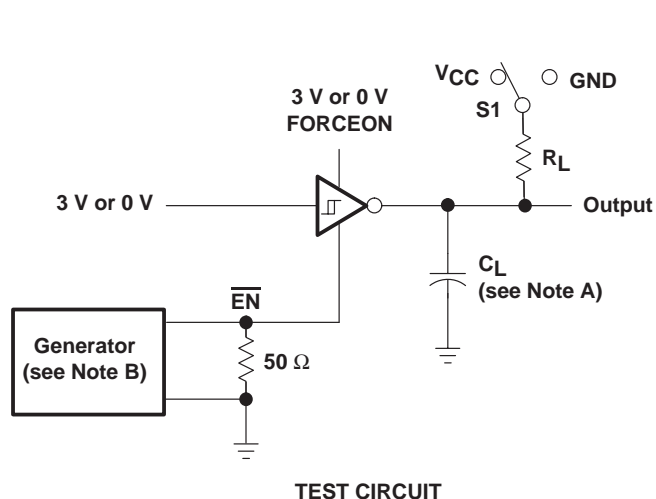 VCC
GND
S1
3 V or 0 V
FORCEON
RL
3 V or 0 V
Output
CL
(see Note A)
EN
Generator
(see Note B)
50 Ω
TEST CIRCUIT